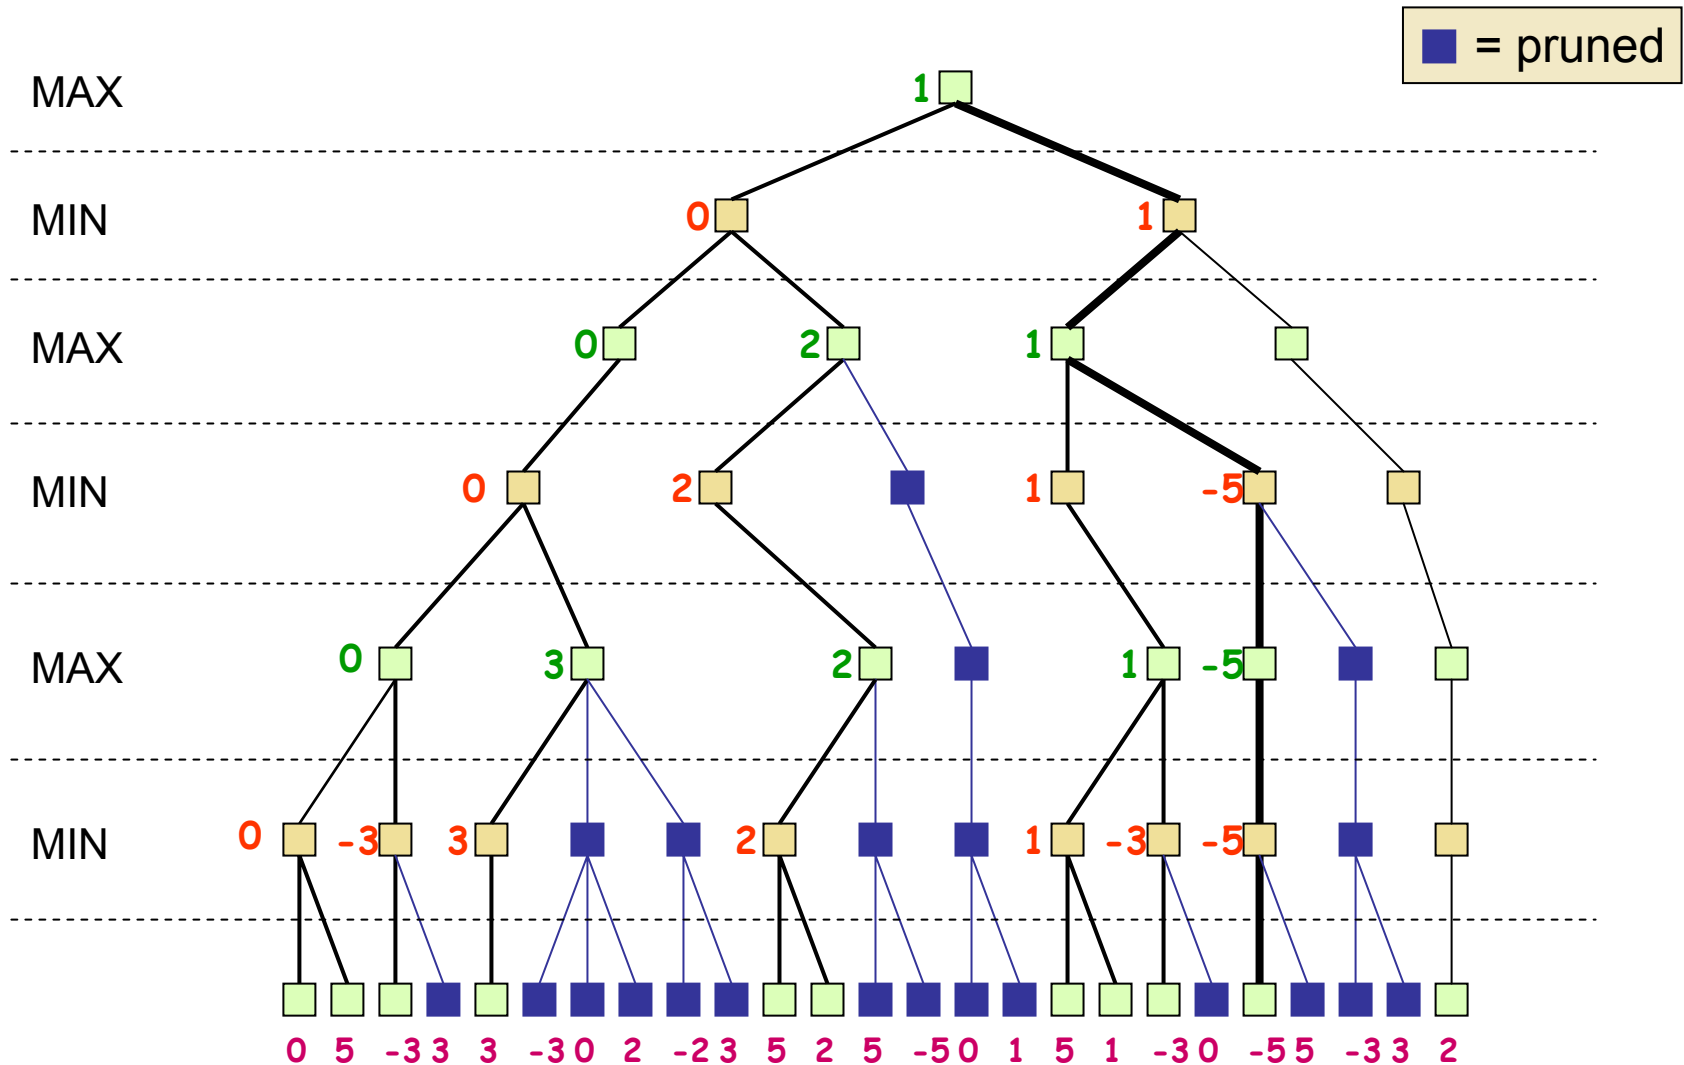 = pruned
MAX 1
MIN 0 1
MAX 0 2 1
MIN 0 2 1 -5
MAX 0 3 2 1 -5
MIN 0 -3 3 2 1 -3 -5
0 5 -3 3 3 -3 0 2 -2 3 5 2 5 -5 0 1 5 1 -3 0 -5 5 -3 3 2